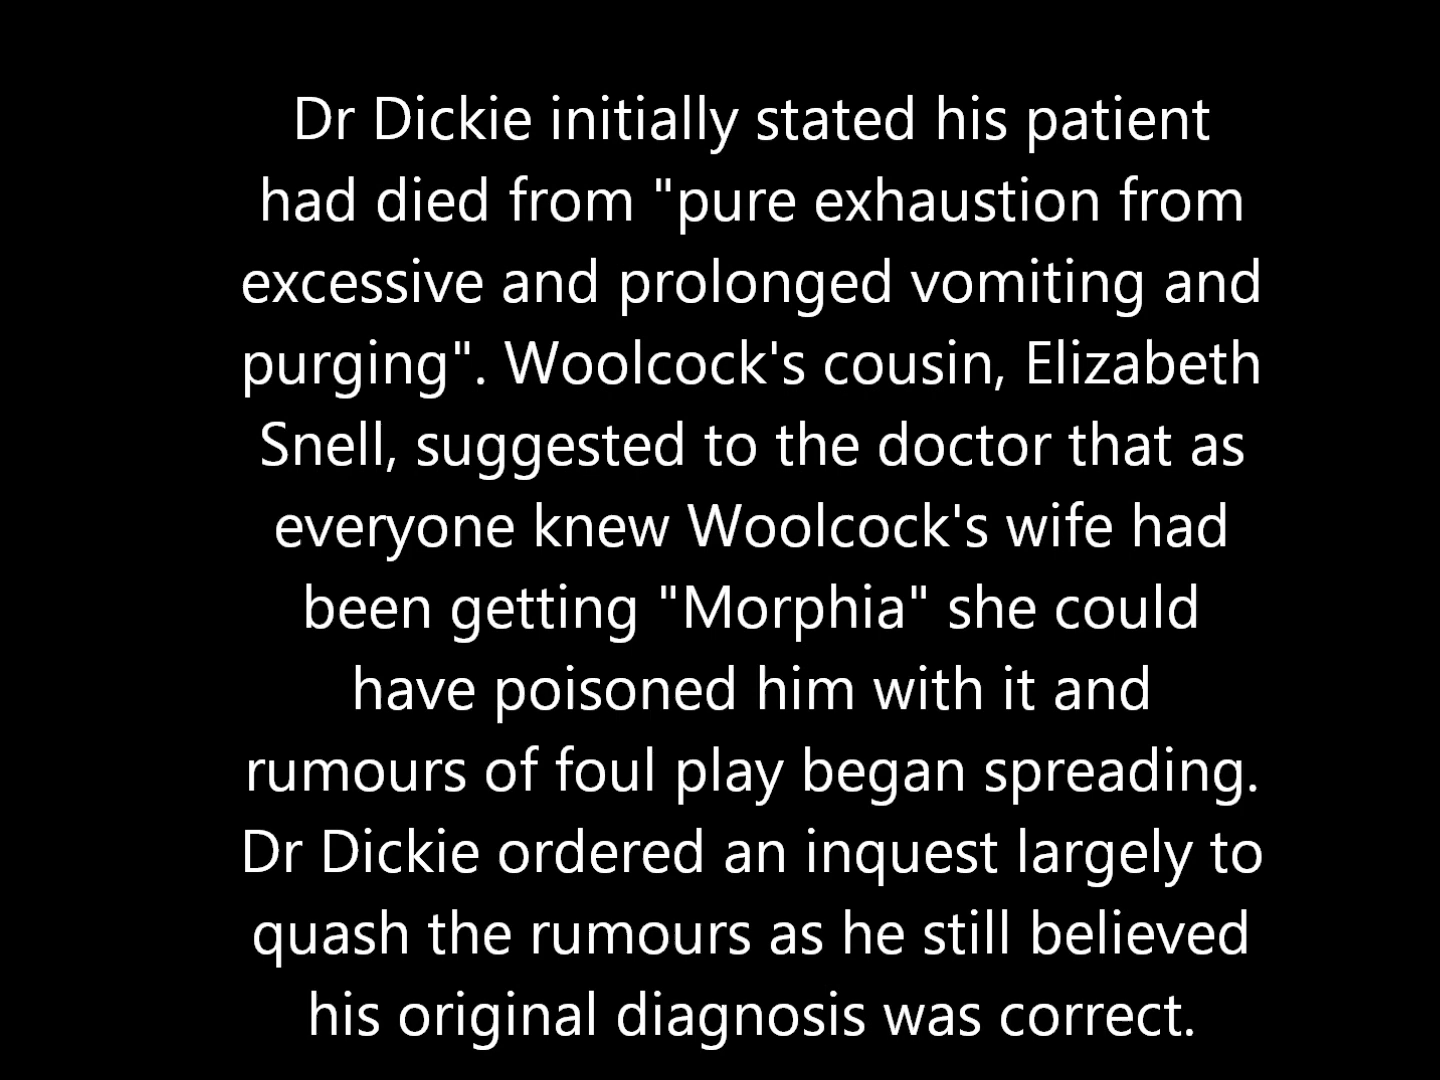 Dr Dickie initially stated his patient
had died from "pure exhaustion from
excessive and prolonged vomiting and
purging". Woolcock's cousin, Elizabeth
Snell, suggested to the doctor that as
everyone knew Woolcock's wife had
been getting "Morphia" she could
have poisoned him with it and
rumours of foul play began spreading.
Dr Dickie ordered an inquest largely to
quash the rumours as he still believed
his original diagnosis was correct.